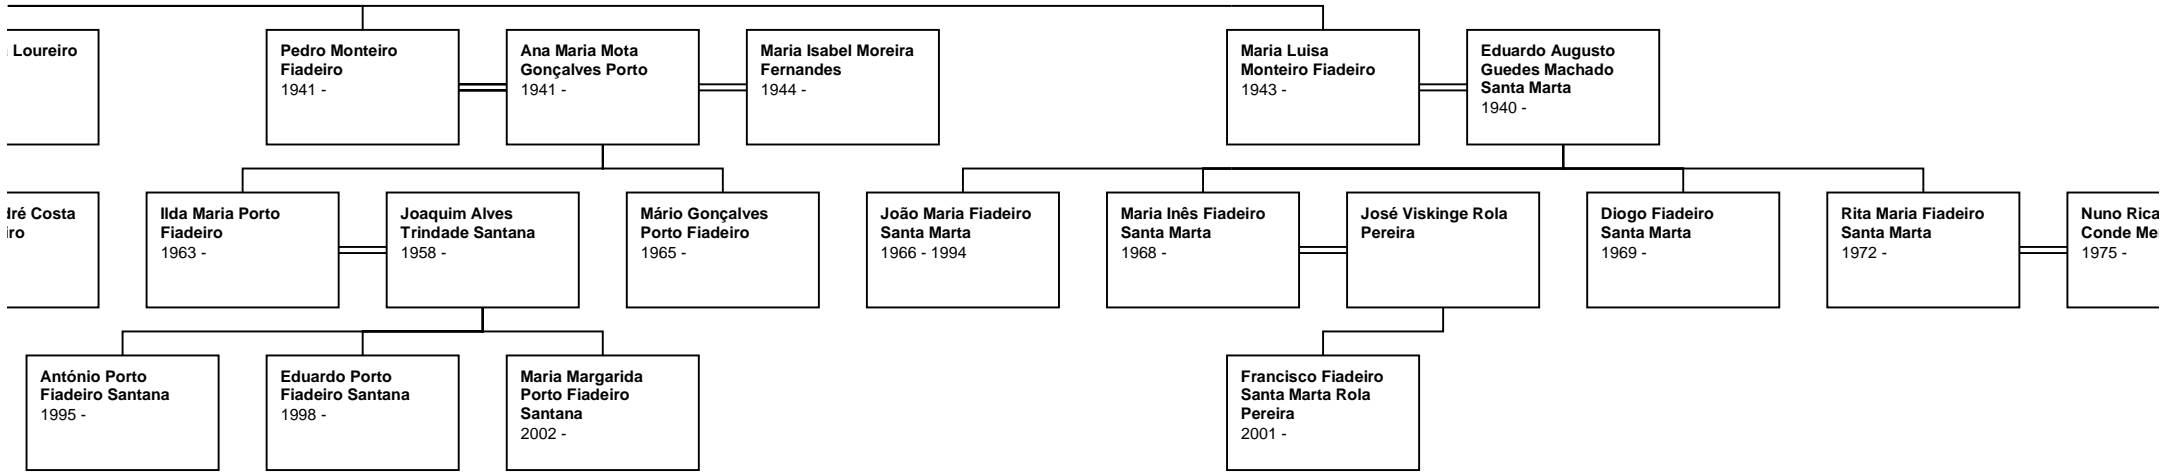 Loureiro
Pedro Monteiro
Fiadeiro
1941 -
Ana Maria Mota
Gonçalves Porto
1941 -
Maria Isabel Moreira
Fernandes
1944 -
Maria Luisa
Monteiro Fiadeiro
1943 -
Eduardo Augusto
Guedes Machado
Santa Marta
1940 -
Costa
Ilda Maria Porto
Fiadeiro
1963 -
Joaquim Alves
Trindade Santana
1958 -
Mário Gonçalves
Porto Fiadeiro
1965 -
João Maria Fiadeiro
Santa Marta
1966 - 1994
Maria Inês Fiadeiro
Santa Marta
1968 -
José Viskinge Rola
Pereira
Diogo Fiadeiro
Santa Marta
1969 -
Rita Maria Fiadeiro
Santa Marta
1972 -
Nuno
Conde
1975 -
António Porto
Fiadeiro Santana
1995 -
Eduardo Porto
Fiadeiro Santana
1998 -
Maria Margarida
Porto Fiadeiro
Santana
2002 -
Francisco Fiadeiro
Santa Marta Rola
Pereira
2001 -